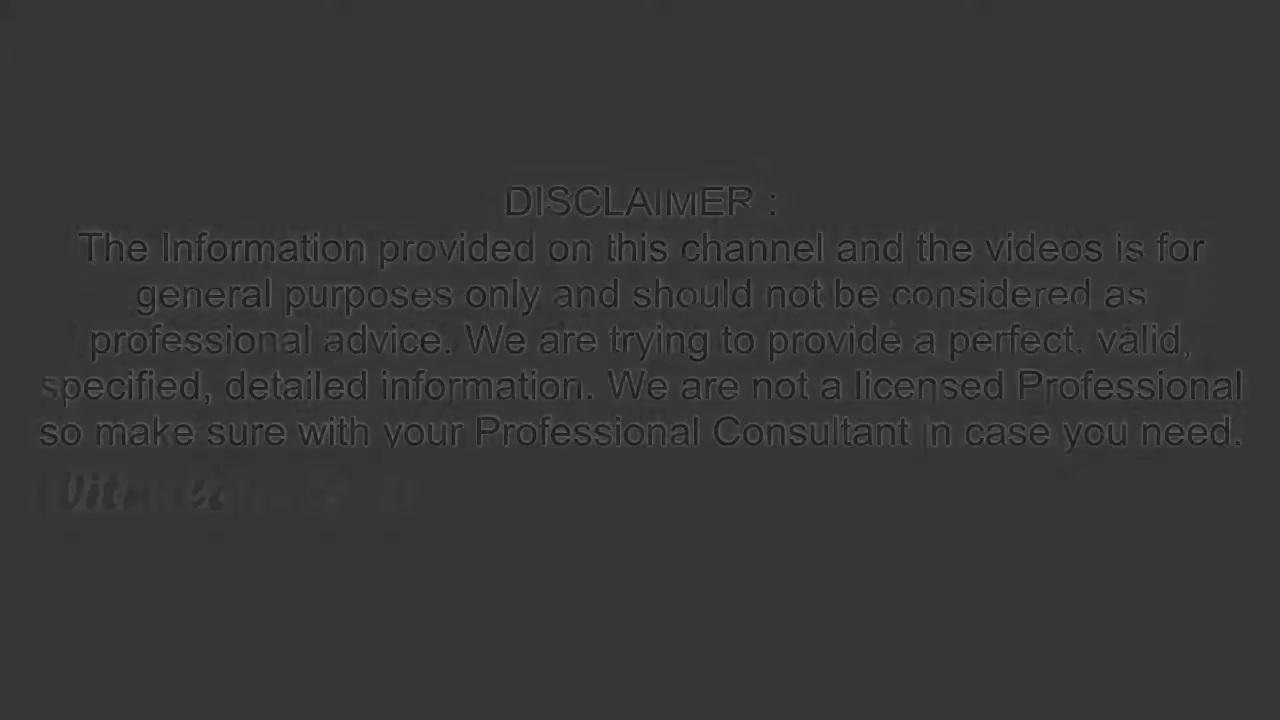 DISCLAIMER :
The Information provided on this channel and the videos is for
general purposes only and should not be considered as
professional advice. We are trying to provide a perfect. valid,
specified, detailed information. We are not a licensed Professional
so make sure with your Professional Consultant in case you need.